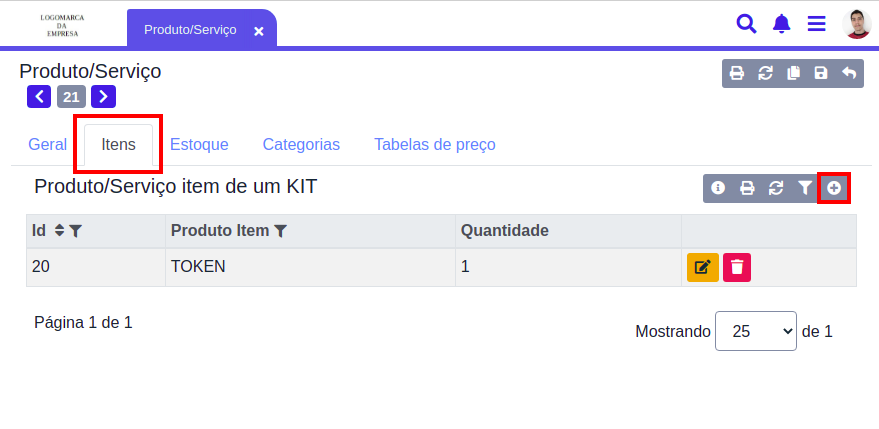 LOGOMARCA
DA
EMPRESA
Produto/Serviço
Produto/Serviço
21
Geral Itens Estoque Categorias Tabelas de preço
Produto/Serviço item de um KIT
Id Produto Item Quantidade
20 TOKEN 1
Página 1 de 1
Mostrando 25 de 1